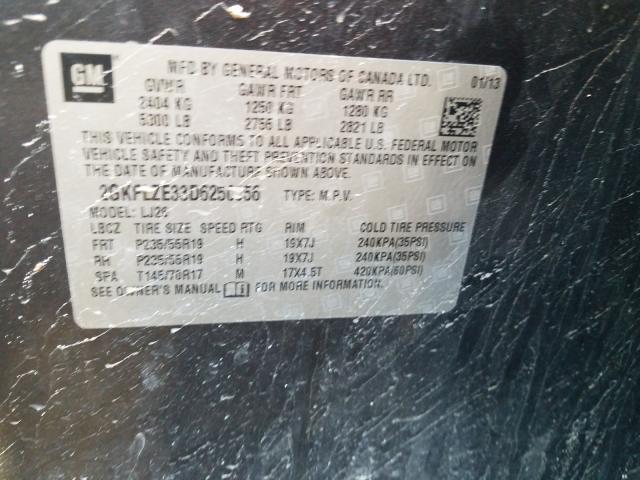 GM
MFD BY GENERAL MOTORS OF CANADA LTD. 01/13
GVWR GAWR FRT GAWR RR
2404 KG 1250 KG 1280 KG
5300 LB 2756 LB 2821 LB
THIS VEHICLE CONFORMS TO ALL APPLICABLE U.S. FEDERAL MOTOR
VEHICLE SAFETY AND THEFT PREVENTION STANDARDS IN EFFECT ON
THE DATE OF MANUFACTURE SHOWN ABOVE.
TYPE: M.P.V.
MODEL: LJ26
LBCZ TIRE SIZE SPEED RTG RIM COLD TIRE PRESSURE
FRT P235/55R19 H 19X7J 240KPA(35PSI)
RH P235/55R19 H 19X7J 240KPA(35PSI)
SPA T145/70R17 M 17X4.5T 420KPA(60PSI)
SEE OWNER'S MANUAL FOR MORE INFORMATION.